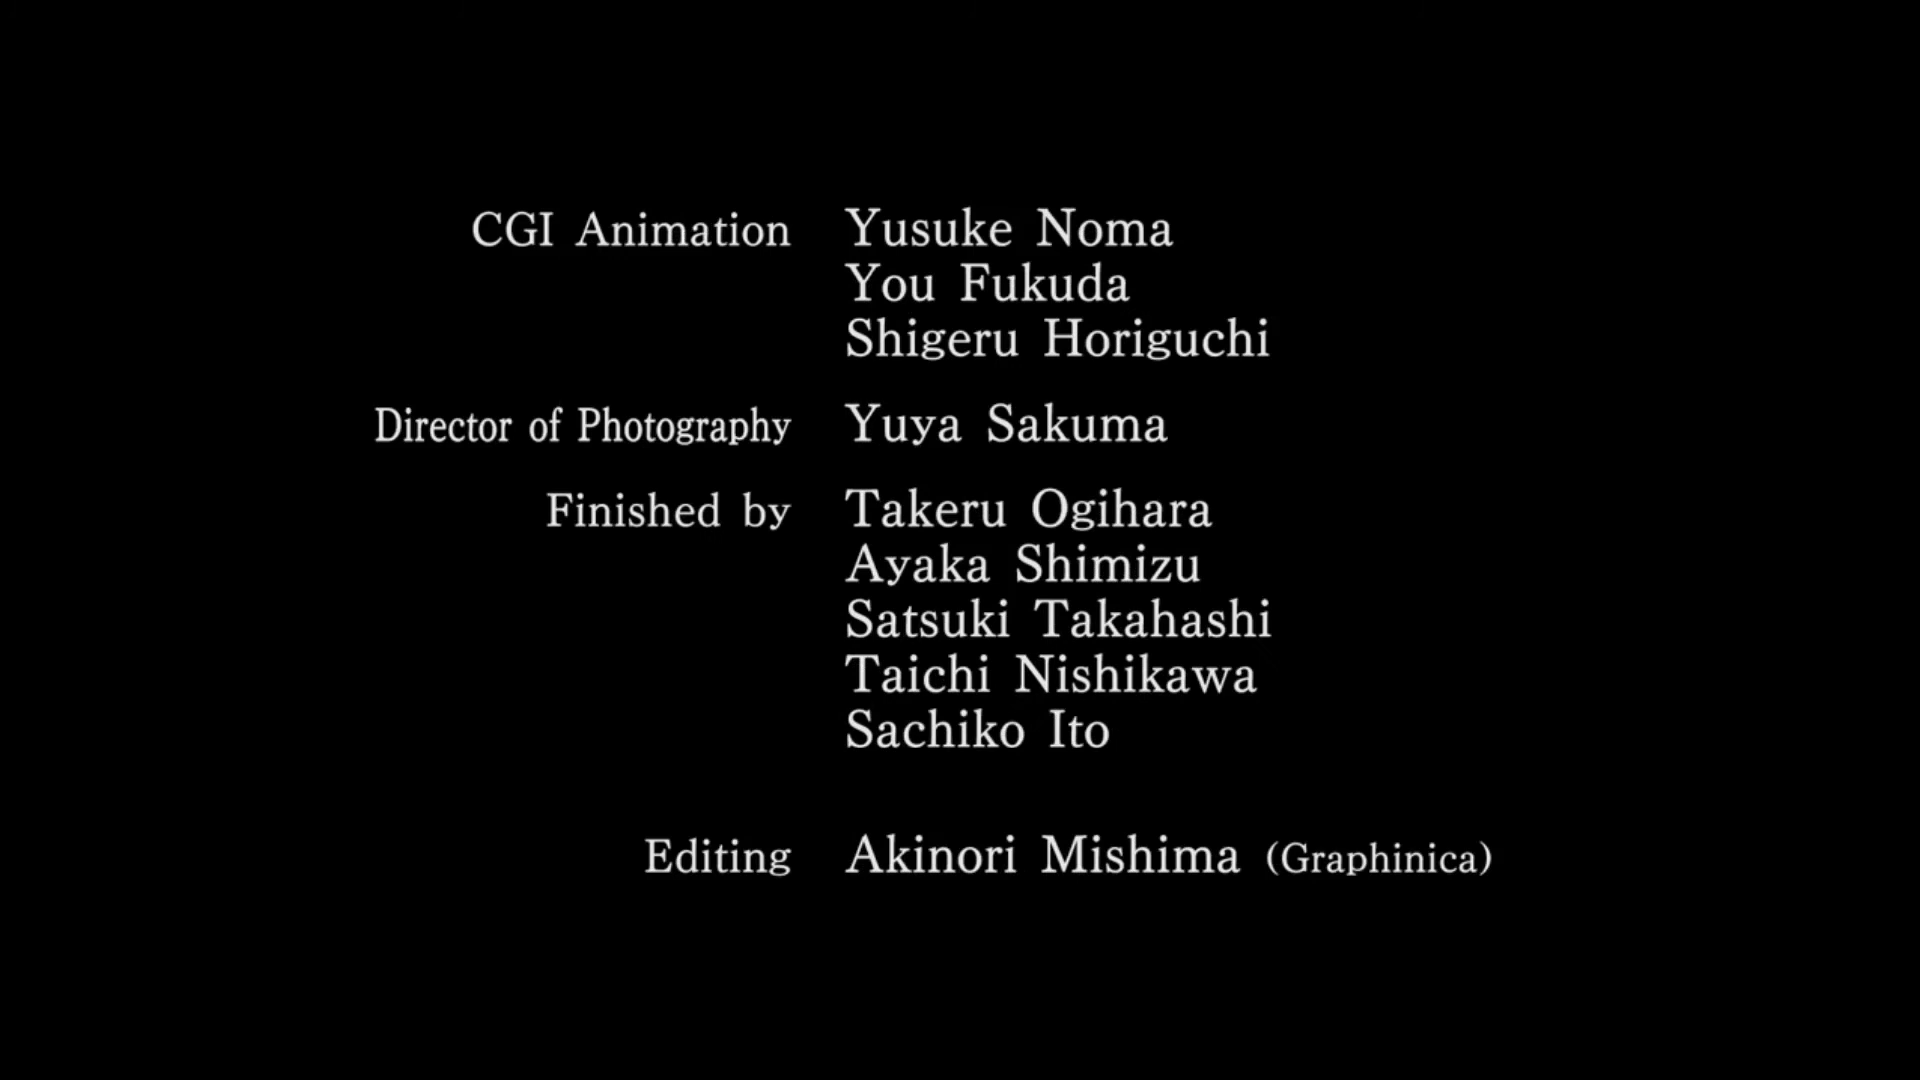 CGI Animation Yusuke Noma
You Fukuda
Shigeru Horiguchi
Director of Photography Yuya Sakuma
Finished by Takeru Ogihara
Ayaka Shimizu
Satsuki Takahashi
Taichi Nishikawa
Sachiko Ito
Editing Akinori Mishima (Graphinica)